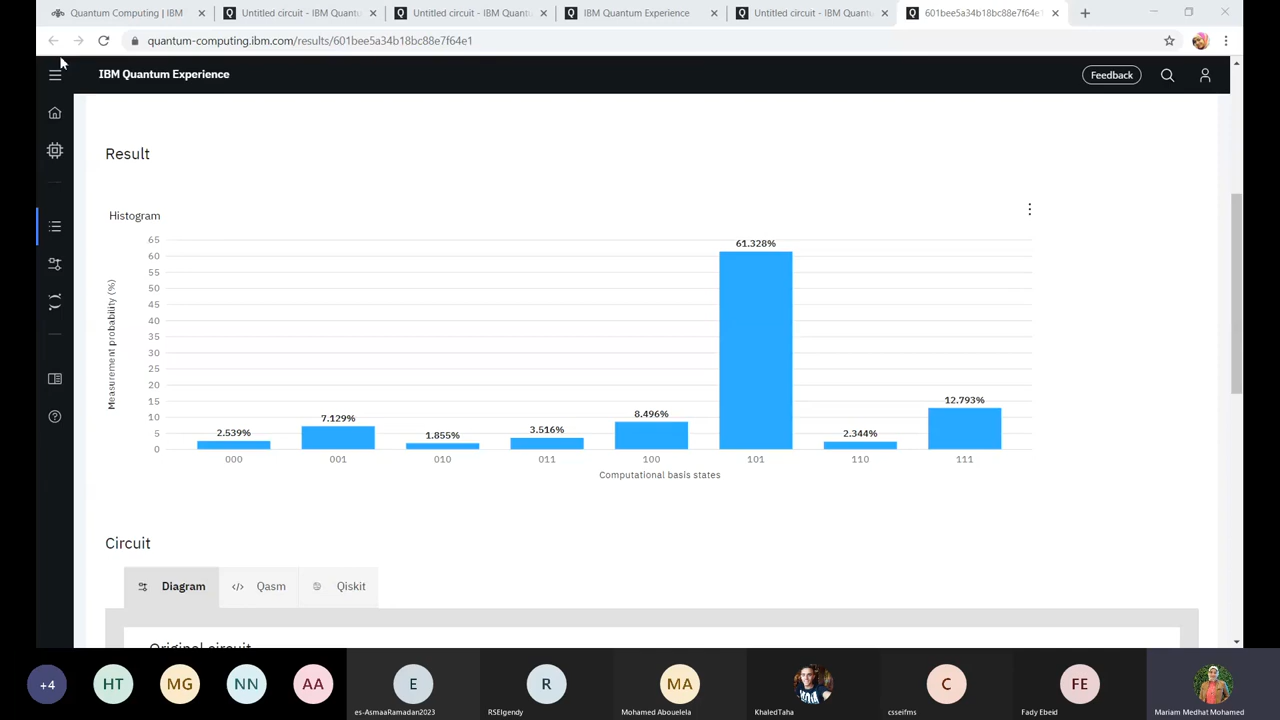 Quantum Computing | IBM
Untitled circuit - IBM Quantu
Untitled circuit - IBM Quantu
IBM Quantum Experience
Untitled circuit - IBM Quantu
601bee5a34b18bc88e7f64e1
quantum-computing.ibm.com/results/601bee5a34b18bc88e7f64e1
IBM Quantum Experience
Feedback
Result
Histogram
Measurement probability (%)
65
60
55
50
45
40
35
30
25
20
15
10
5
0
2.539%
7.129%
1.855%
3.516%
8.496%
61.328%
2.344%
12.793%
000
001
010
011
100
101
110
111
Computational basis states
Circuit
Diagram
</> Qasm
Qiskit
Original circuit
+4
HT
MG
NN
AA
E
R
MA
C
FE
es-AsmaaRamadan2023
RSElgendy
Mohamed Abouelela
KhaledTaha
csseifms
Fady Ebeid
Mariam Medhat Mohamed